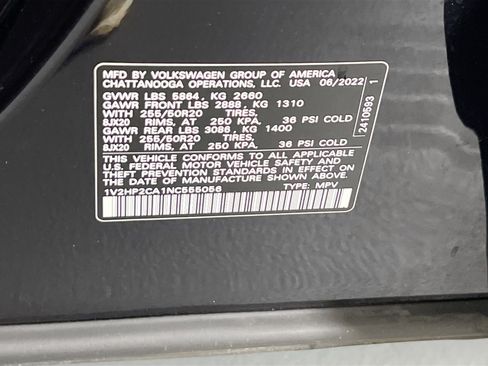 MFD BY VOLKSWAGEN GROUP OF AMERICA
CHATTANOOGA OPERATIONS, LLC. USA 06/2022
GVWR LBS 5864, KG 2660
GAWR FRONT LBS 2888, KG 1310
WITH 255/50R20 TIRES,
8JX20 RIMS, AT 250 KPA. 36 PSI COLD
GAWR REAR LBS 3086, KG 1400
WITH 255/50R20 TIRES,
8JX20 RIMS, AT 250 KPA. 36 PSI COLD
THIS VEHICLE CONFORMS TO ALL APPLICABLE
U.S. FEDERAL MOTOR VEHICLE SAFETY AND
THEFT PREVENTION STANDARDS IN EFFECT ON
THE DATE OF MANUFACTURE SHOWN ABOVE.
1V2HP2CA1NC555056 TYPE: MPV
2410593 1